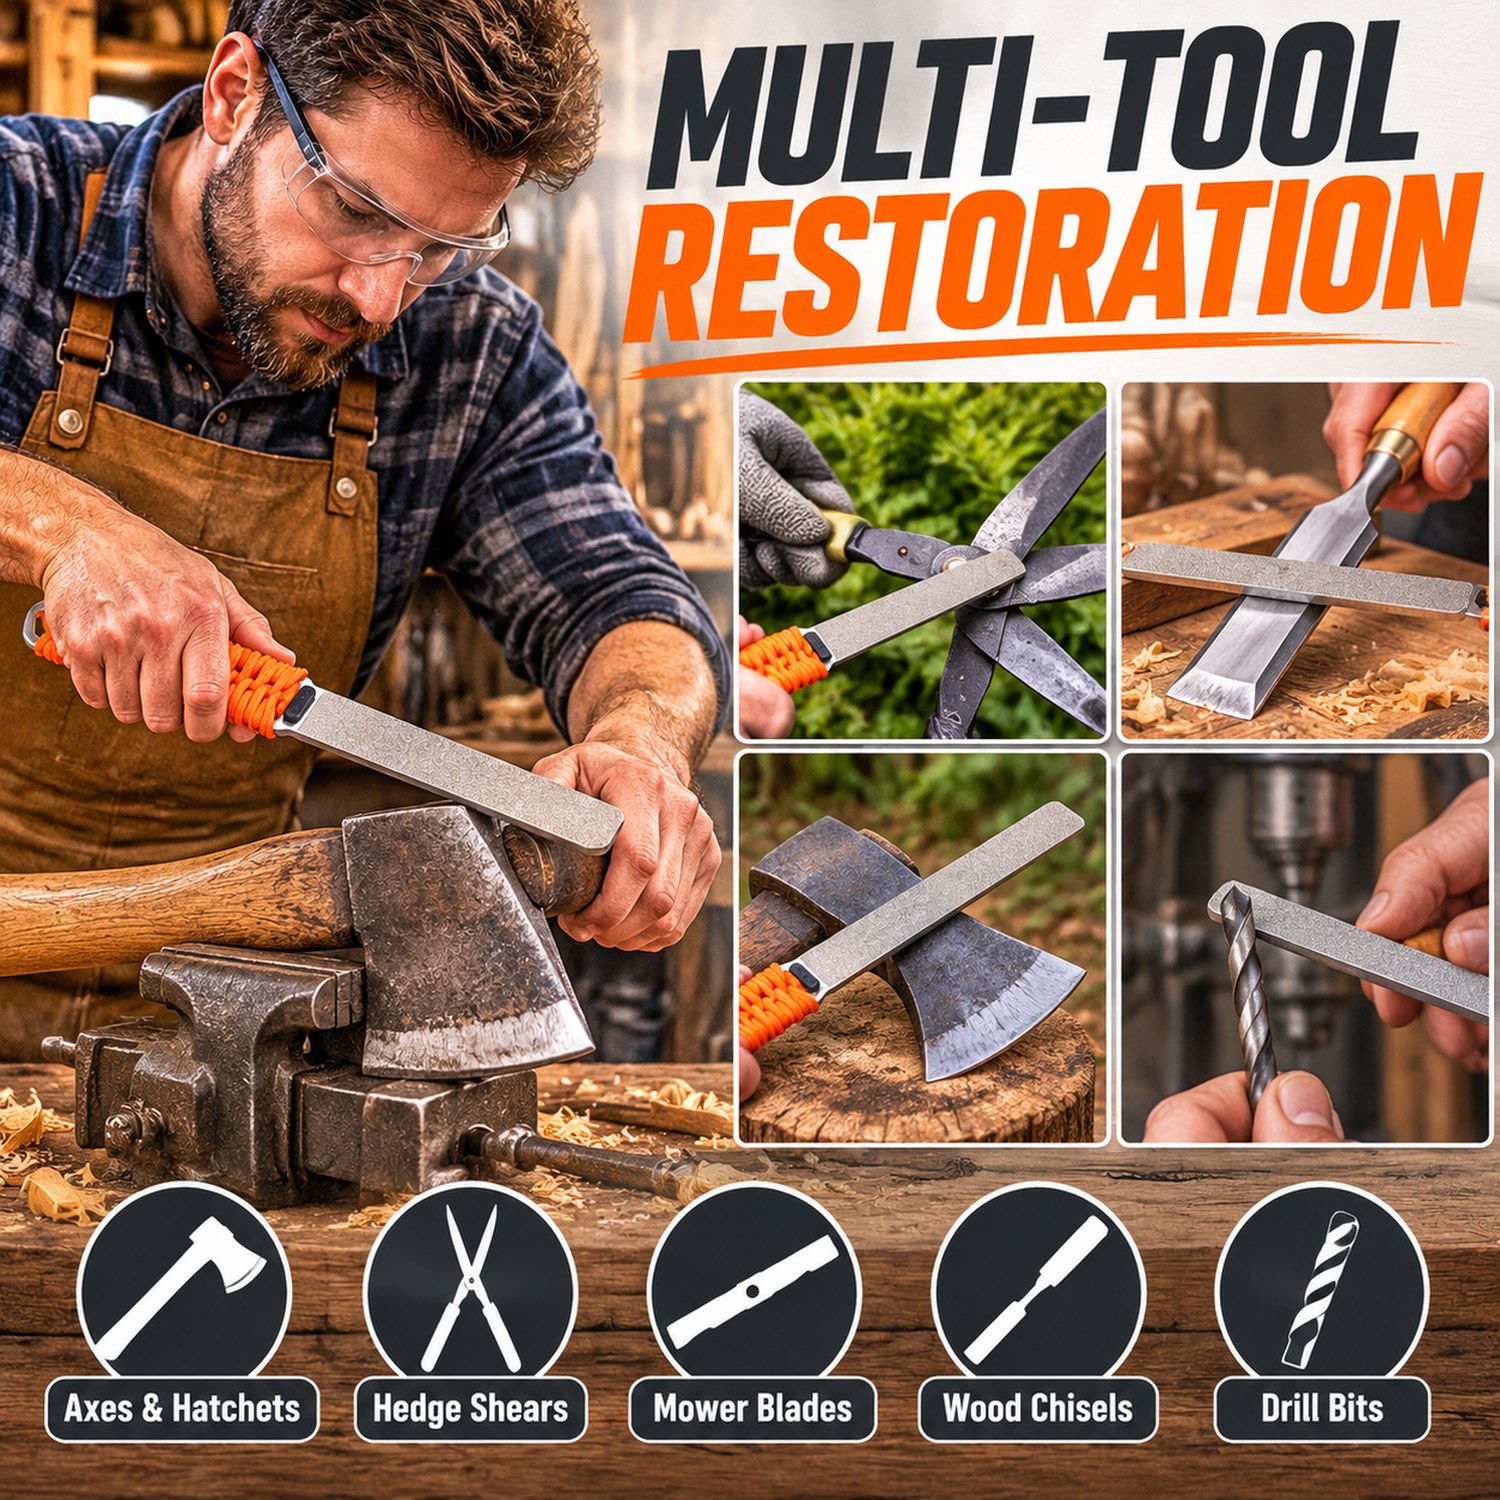 MULTI-TOOL
RESTORATION
Axes & Hatchets
Hedge Shears
Mower Blades
Wood Chisels
Drill Bits